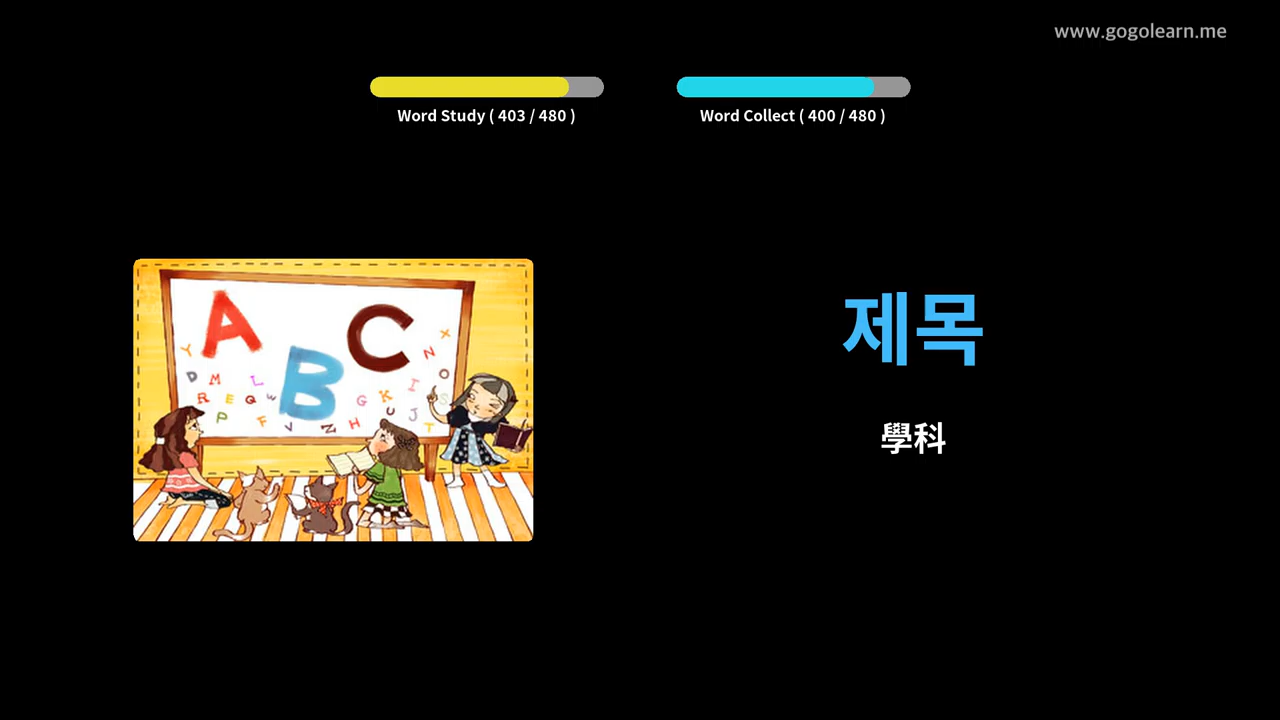 www.gogolearn.me
Word Study ( 403 / 480 )
Word Collect ( 400 / 480 )
A
C
B
X
Y
N
D M L O
R E Q W G K I S
P F V Z H U J T
제목
學科